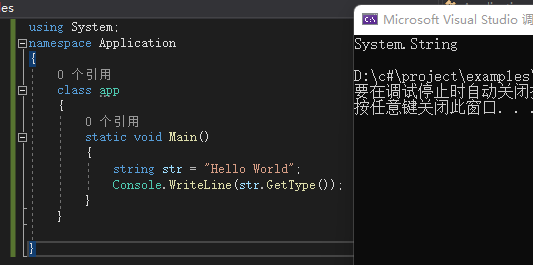 using System;
namespace Application
{
0 个引用
class app
{
0 个引用
static void Main()
{
string str = "Hello World";
Console.WriteLine(str.GetType());
}
}
}
Microsoft Visual Studio 调
System.String
D:\c#\project\examples\
要在调试停止时自动关闭
按任意键关闭此窗口. . .